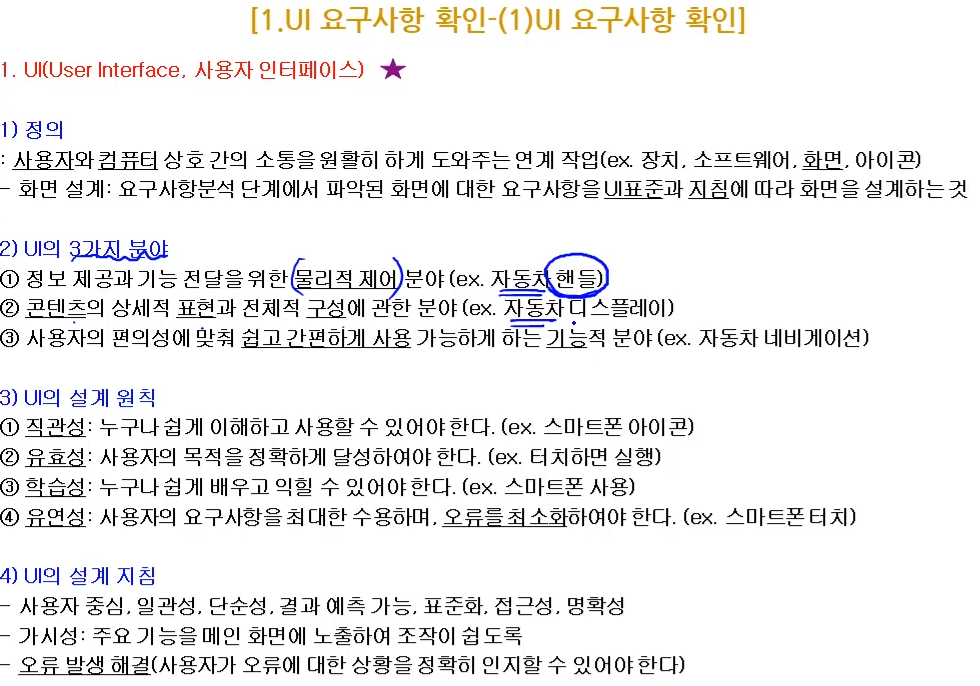 [1.UI 요구사항 확인-(1)UI 요구사항 확인]
1. UI(User Interface, 사용자 인터페이스) ★
1) 정의
: 사용자와 컴퓨터 상호 간의 소통을 원활히 하게 도와주는 연계 작업(ex. 장치, 소프트웨어, 화면, 아이콘)
- 화면 설계: 요구사항분석 단계에서 파악된 화면에 대한 요구사항을 UI표준과 지침에 따라 화면을 설계하는 것
2) UI의 3가지 분야
① 정보 제공과 기능 전달을 위한 물리적 제어 분야 (ex. 자동차 핸들)
② 콘텐츠의 상세적 표현과 전체적 구성에 관한 분야 (ex. 자동차 디스플레이)
③ 사용자의 편의성에 맞춰 쉽고 간편하게 사용 가능하게 하는 기능적 분야 (ex. 자동차 네비게이션)
3) UI의 설계 원칙
① 직관성: 누구나 쉽게 이해하고 사용할 수 있어야 한다. (ex. 스마트폰 아이콘)
② 유효성: 사용자의 목적을 정확하게 달성하여야 한다. (ex. 터치하면 실행)
③ 학습성: 누구나 쉽게 배우고 익힐 수 있어야 한다. (ex. 스마트폰 사용)
④ 유연성: 사용자의 요구사항을 최대한 수용하며, 오류를 최소화하여야 한다. (ex. 스마트폰 터치)
4) UI의 설계 지침
- 사용자 중심, 일관성, 단순성, 결과 예측 가능, 표준화, 접근성, 명확성
- 가시성: 주요 기능을 메인 화면에 노출하여 조작이 쉽도록
- 오류 발생 해결(사용자가 오류에 대한 상황을 정확히 인지할 수 있어야 한다)